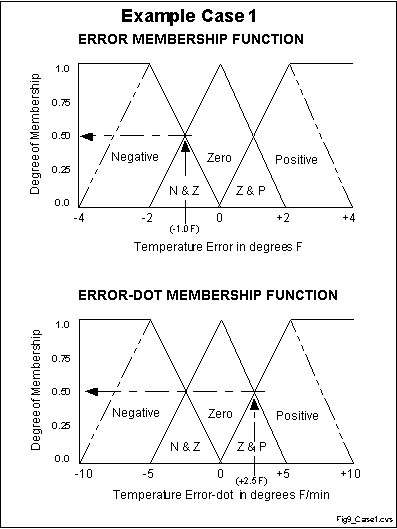 Example Case 1
ERROR MEMBERSHIP FUNCTION
Degree of Membership
1.0
0.75
0.50
0.25
0.0
Negative
Zero
Positive
N & Z
Z & P
-4
-2
0
+2
+4
(-1.0 F)
Temperature Error in degrees F
ERROR-DOT MEMBERSHIP FUNCTION
Degree of Membership
1.0
0.75
0.50
0.25
0.0
Negative
Zero
Positive
N & Z
Z & P
-10
-5
0
+5
+10
(+2.5 F)
Temperature Error-dot in degrees F/min
Fig9_Case1.cvs